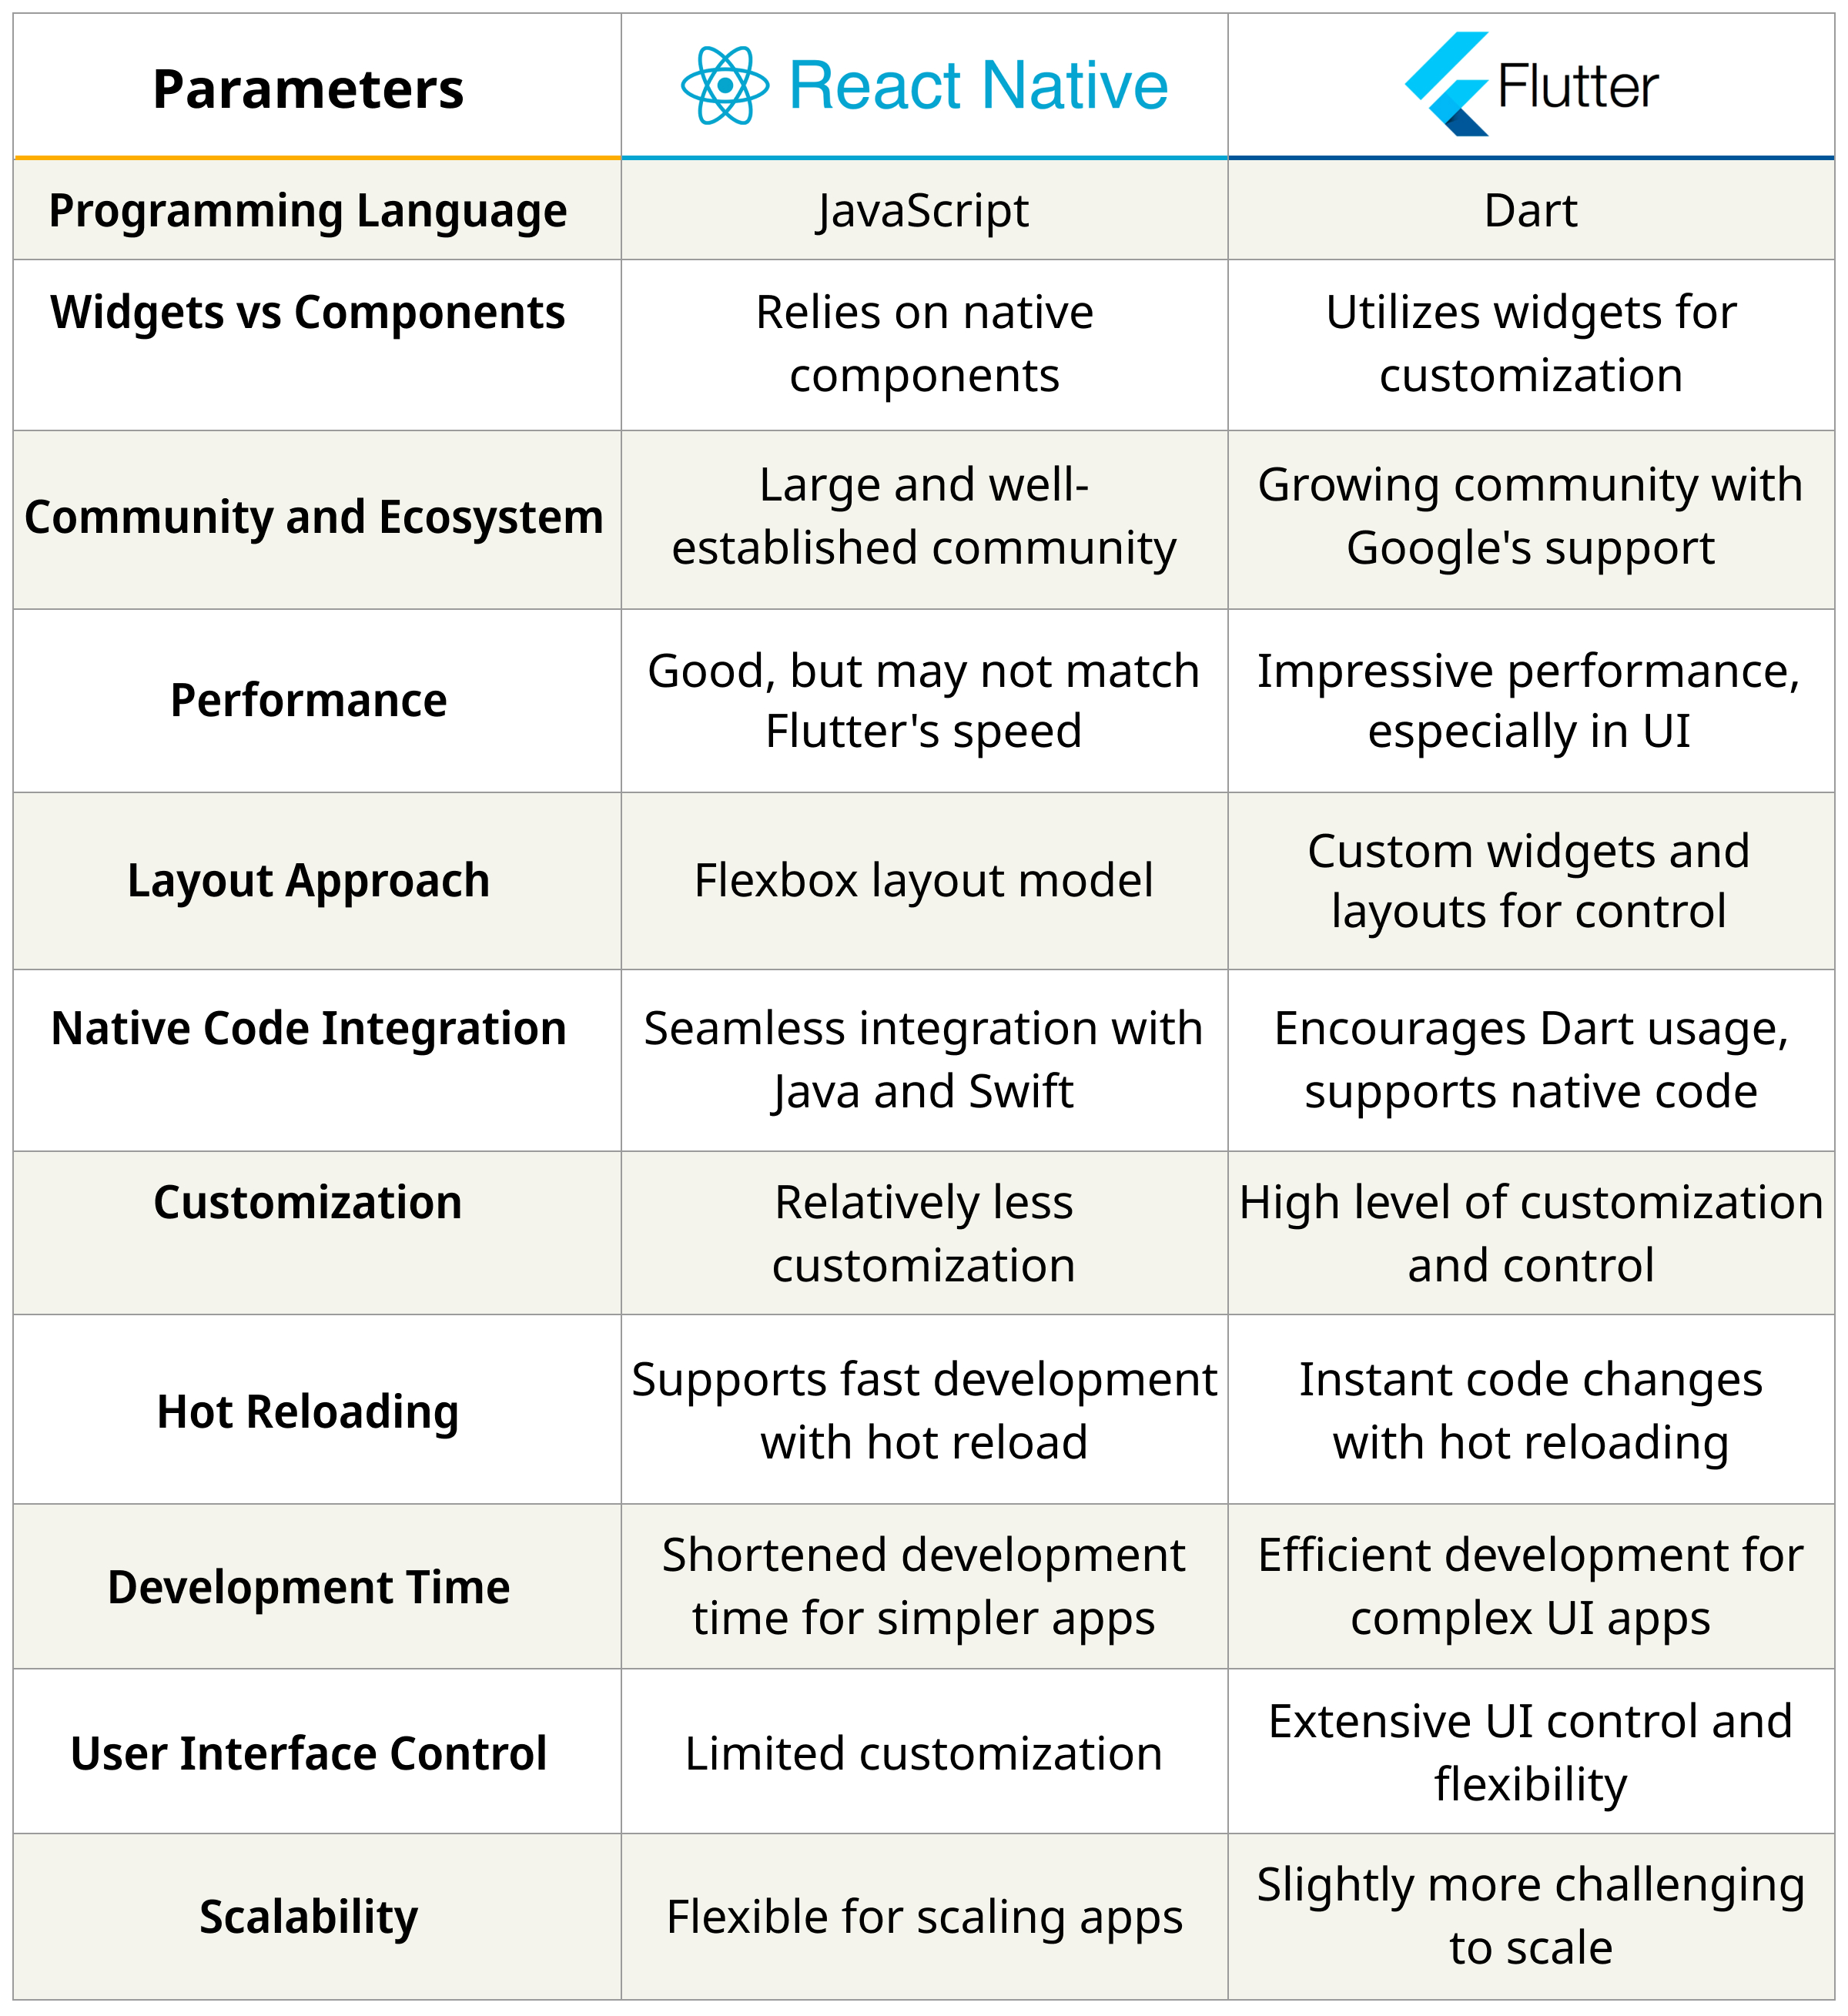 Parameters
React Native
Flutter
Programming Language
JavaScript
Dart
Widgets vs Components
Relies on native
components
Utilizes widgets for
customization
Community and Ecosystem
Large and well-
established community
Growing community with
Google's support
Performance
Good, but may not match
Flutter's speed
Impressive performance,
especially in UI
Layout Approach
Flexbox layout model
Custom widgets and
layouts for control
Native Code Integration
Seamless integration with
Java and Swift
Encourages Dart usage,
supports native code
Customization
Relatively less
customization
High level of customization
and control
Hot Reloading
Supports fast development
with hot reload
Instant code changes
with hot reloading
Development Time
Shortened development
time for simpler apps
Efficient development for
complex UI apps
User Interface Control
Limited customization
Extensive UI control and
flexibility
Scalability
Flexible for scaling apps
Slightly more challenging
to scale